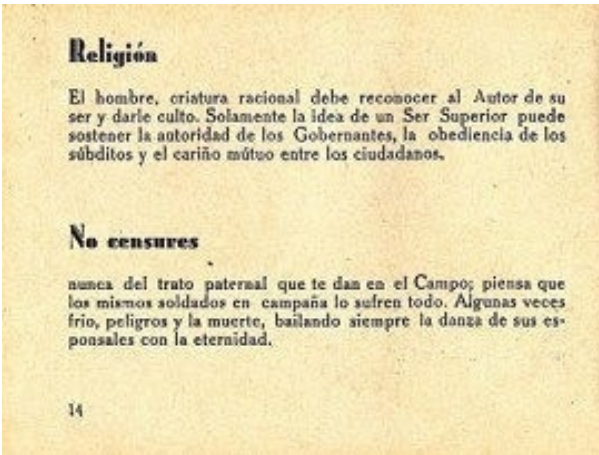 Religión
El hombre, criatura racional debe reconocer al Autor de su
ser y darle culto. Solamente la idea de un Ser Superior puede
sostener la autoridad de los Gobernantes, la obediencia de los
súbditos y el cariño mútuo entre los ciudadanos.
No censures
nunca del trato paternal que te dan en el Campo; piensa que
los mismos soldados en campaña lo sufren todo. Algunas veces
frio, peligros y la muerte, bailando siempre la danza de sus es-
ponsales con la eternidad.
14